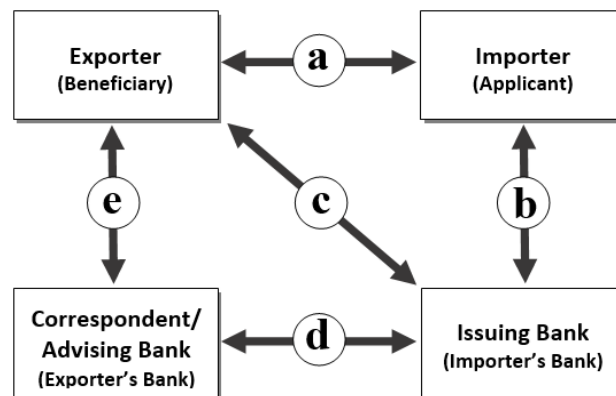 Exporter
(Beneficiary)
a
Importer
(Applicant)
e
c
b
Correspondent/
Advising Bank
(Exporter's Bank)
d
Issuing Bank
(Importer's Bank)